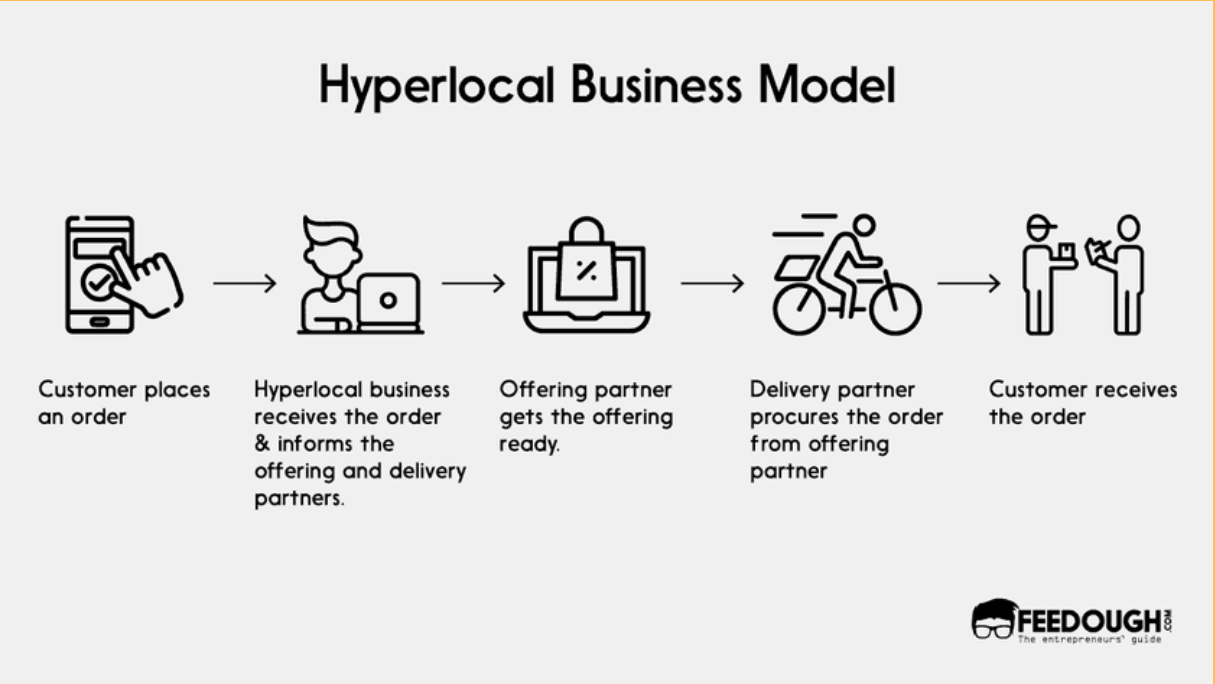 Hyperlocal Business Model
Customer places
an order
Hyperlocal business
receives the order
& informs the
offering and delivery
partners.
Offering partner
gets the offering
ready.
Delivery partner
procures the order
from offering
partner
Customer receives
the order
FEEDOUGH.COM
The entrepreneurs' guide